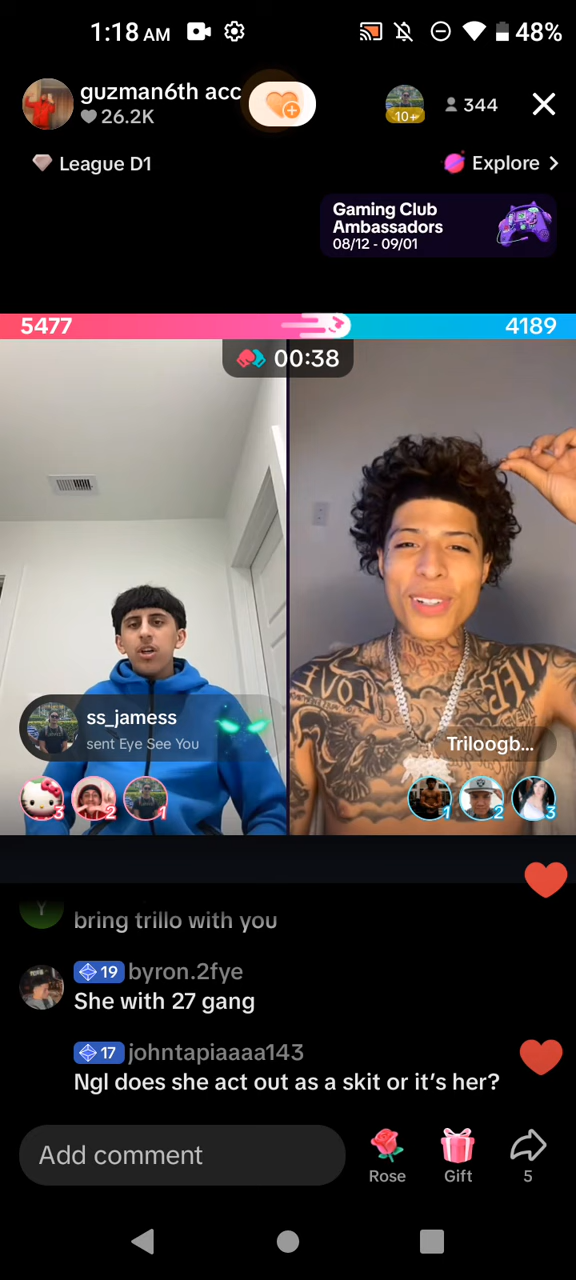 1:18 AM
48%
guzman6th acc
26.2K
10+
344
League D1
Explore >
Gaming Club
Ambassadors
08/12 - 09/01
5477
4189
00:38
LOVE
ss_jamess
sent Eye See You
Triloogb...
3
2
1
1
2
3
Y
bring trillo with you
19 byron.2fye
She with 27 gang
17 johntapiaaaa143
Ngl does she act out as a skit or it’s her?
Add comment
Rose
Gift
5